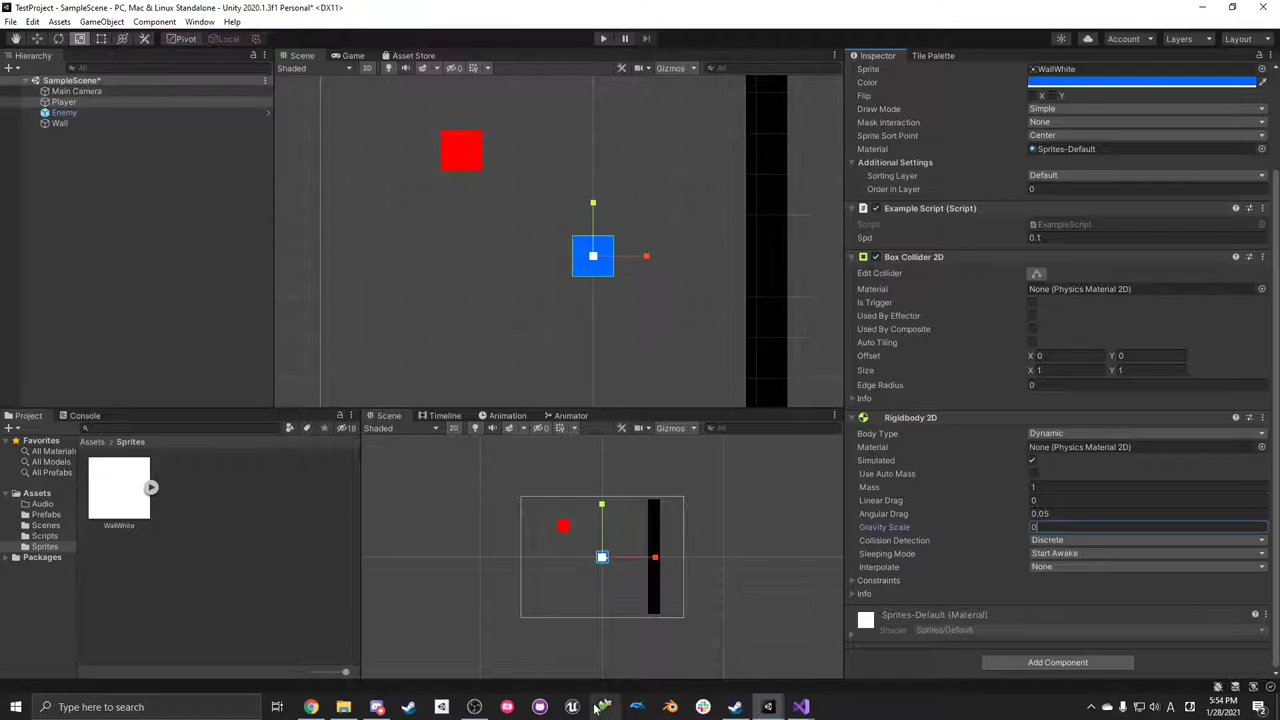 TestProject - SampleScene - PC, Mac & Linux Standalone - Unity 2020.1.3f1 Personal* <DX11>
File Edit Assets GameObject Component Window Help
Pivot Local Account Layers Layout
Hierarchy
All
SampleScene*
Main Camera
Player
Enemy
Wall
Scene Game Asset Store
Shaded 2D 0 Gizmos All
Inspector Tile Palette
Sprite WallWhite
Color
Flip X Y
Draw Mode Simple
Mask Interaction None
Sprite Sort Point Center
Material Sprites-Default
Additional Settings
Sorting Layer Default
Order in Layer 0
Example Script (Script)
Script ExampleScript
Spd 0.1
Box Collider 2D
Edit Collider
Material None (Physics Material 2D)
Is Trigger
Used By Effector
Used By Composite
Auto Tiling
Offset X 0 Y 0
Size X 1 Y 1
Edge Radius 0
Info
Rigidbody 2D
Body Type Dynamic
Material None (Physics Material 2D)
Simulated
Use Auto Mass
Mass 1
Linear Drag 0
Angular Drag 0.05
Gravity Scale 0
Collision Detection Discrete
Sleeping Mode Start Awake
Interpolate None
Constraints
Info
Sprites-Default (Material)
Shader Sprites/Default
Add Component
Project Console
18
Favorites
All Materials
All Models
All Prefabs
Assets
Audio
Prefabs
Scenes
Scripts
Sprites
Packages
Assets > Sprites
WallWhite
Scene Timeline Animation Animator
Shaded 2D 0 Gizmos All
Type here to search
5:54 PM
1/28/2021